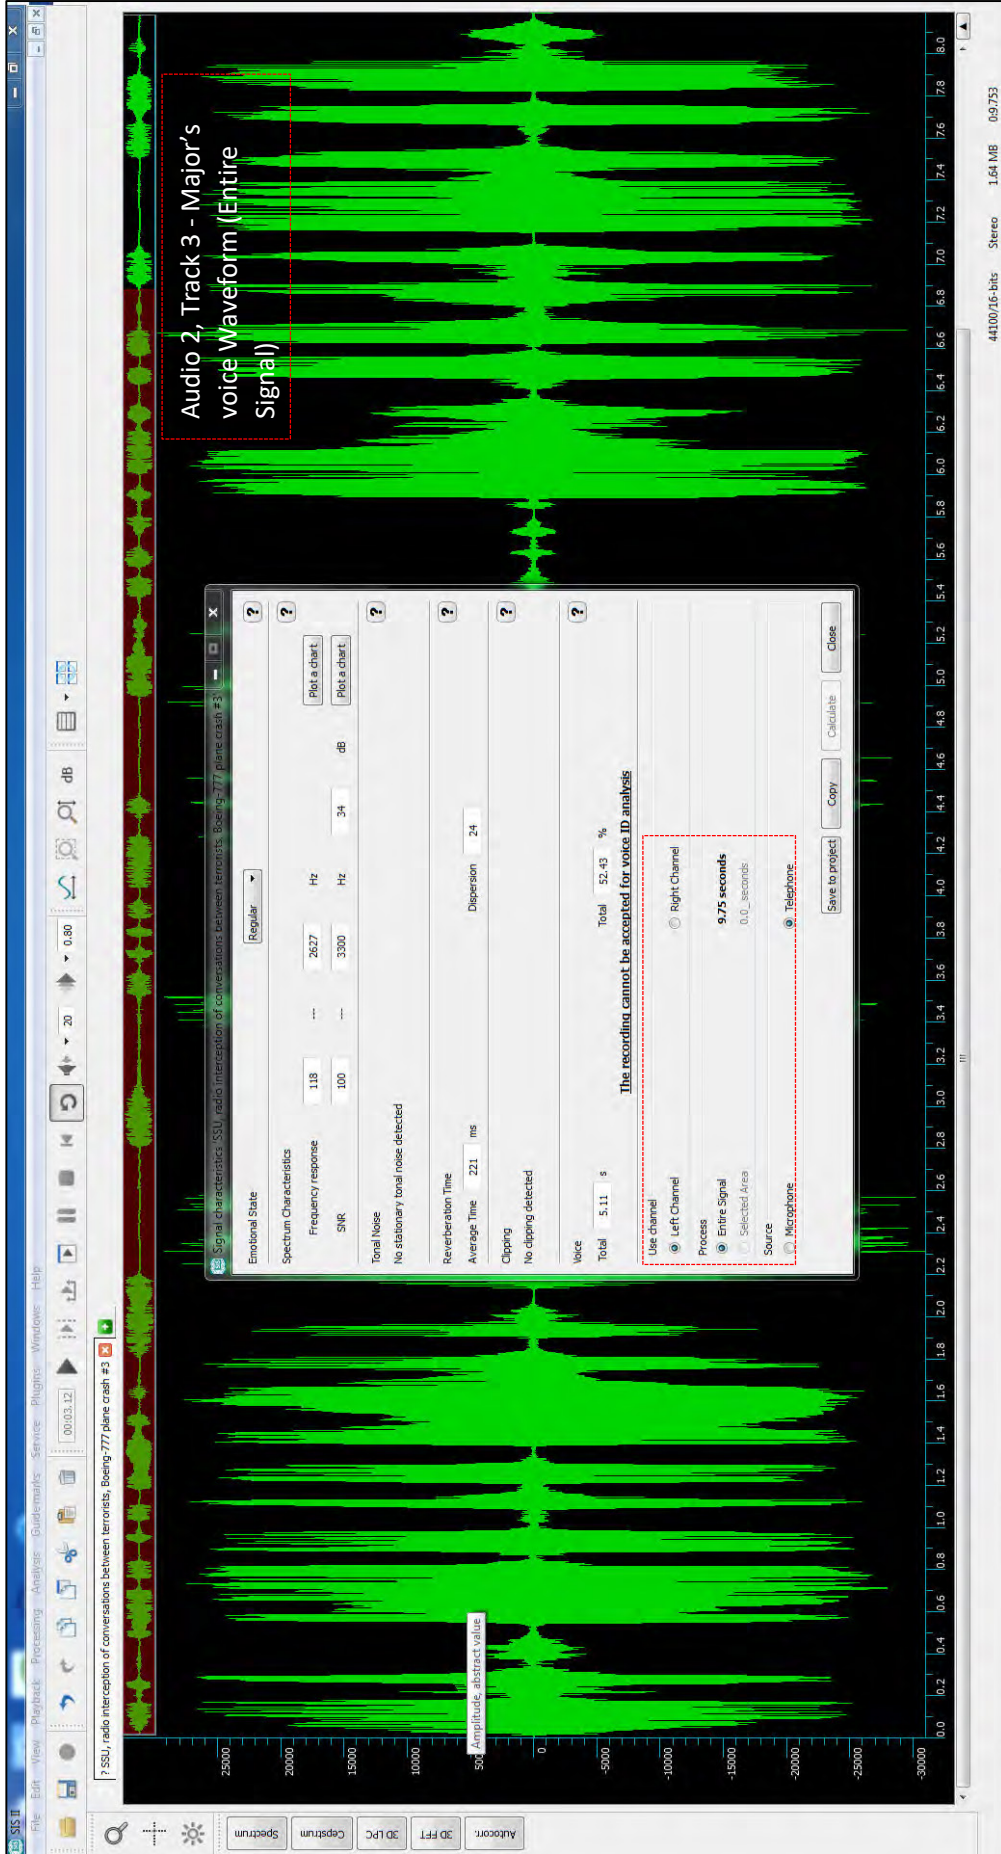 SIS II
File Edit View Playback Processing Analysis Guide-marks Service Plugins Windows Help
00:03.12
20
0.80
dB
? SSU, radio interception of conversations between terrorists, Boeing-777 plane crash #3
Spectrum
Cepstrum
3D LPC
3D FFT
Autocorr.
Audio 2, Track 3 - Major's
voice Waveform (Entire
Signal)
25000
20000
15000
10000
Amplitude, abstract value
0
-5000
-10000
-15000
-20000
-25000
-30000
Signal characteristics 'SSU, radio interception of conversations between terrorists, Boeing-777 plane crash #3'
Emotional State
Regular
?
Spectrum Characteristics
?
Frequency response 118 --- 2627 Hz Plot a chart
SNR 100 --- 3300 Hz 34 dB Plot a chart
Tonal Noise
?
No stationary tonal noise detected
Reverberation Time
?
Average Time 221 ms Dispersion 24
Clipping
?
No clipping detected
Voice
?
Total 5.11 s Total 52.43 %
The recording cannot be accepted for voice ID analysis
Use channel
Left Channel Right Channel
Process
Entire Signal 9.75 seconds
Selected Area 0.0_ seconds
Source
Microphone Telephone
Save to project Copy Calculate Close
0.0 0.2 0.4 0.6 0.8 1.0 1.2 1.4 1.6 1.8 2.0 2.2 2.4 2.6 2.8 3.0 3.2 3.4 3.6 3.8 4.0 4.2 4.4 4.6 4.8 5.0 5.2 5.4 5.6 5.8 6.0 6.2 6.4 6.6 6.8 7.0 7.2 7.4 7.6 7.8 8.0
44100/16-bits Stereo 1.64 MB 0:9.753